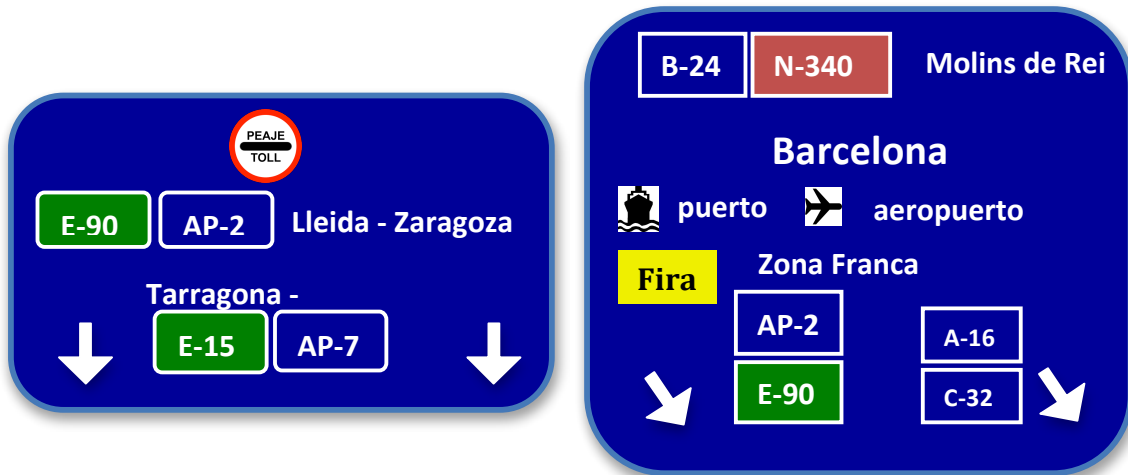 PEAJE
TOLL
E-90 AP-2 Lleida - Zaragoza
Tarragona -
E-15 AP-7
B-24 N-340 Molins de Rei
Barcelona
puerto aeropuerto
Fira Zona Franca
AP-2 A-16
E-90 C-32